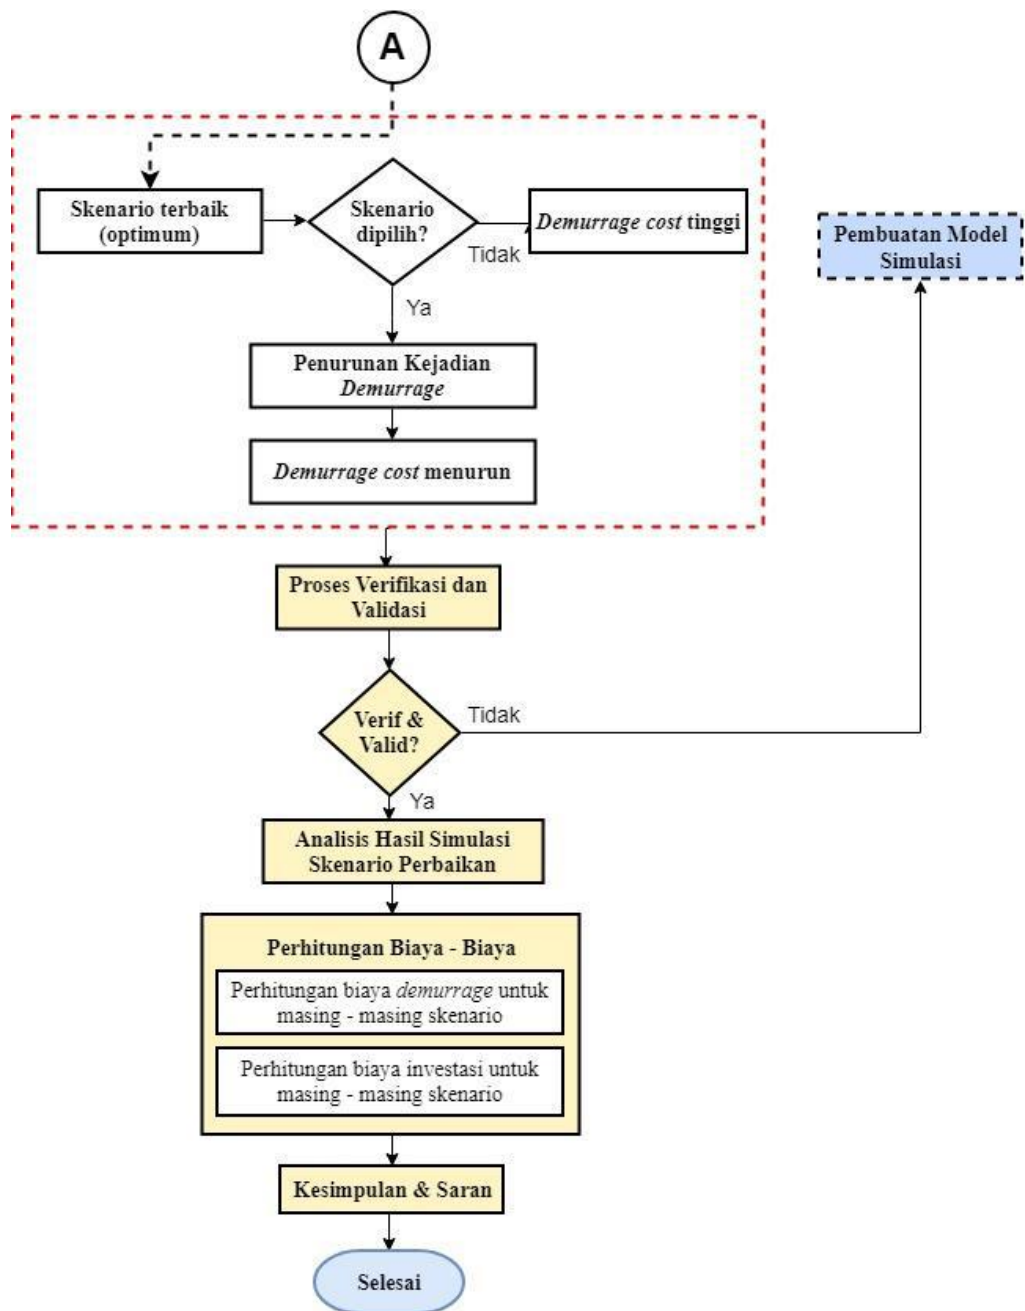 A
Skenario terbaik
(optimum)
Skenario
dipilih?
Demurrage cost tinggi
Tidak
Pembuatan Model
Simulasi
Ya
Penurunan Kejadian
Demurrage
Demurrage cost menurun
Proses Verifikasi dan
Validasi
Verif &
Valid?
Tidak
Ya
Analisis Hasil Simulasi
Skenario Perbaikan
Perhitungan Biaya - Biaya
Perhitungan biaya demurrage untuk
masing - masing skenario
Perhitungan biaya investasi untuk
masing - masing skenario
Kesimpulan & Saran
Selesai